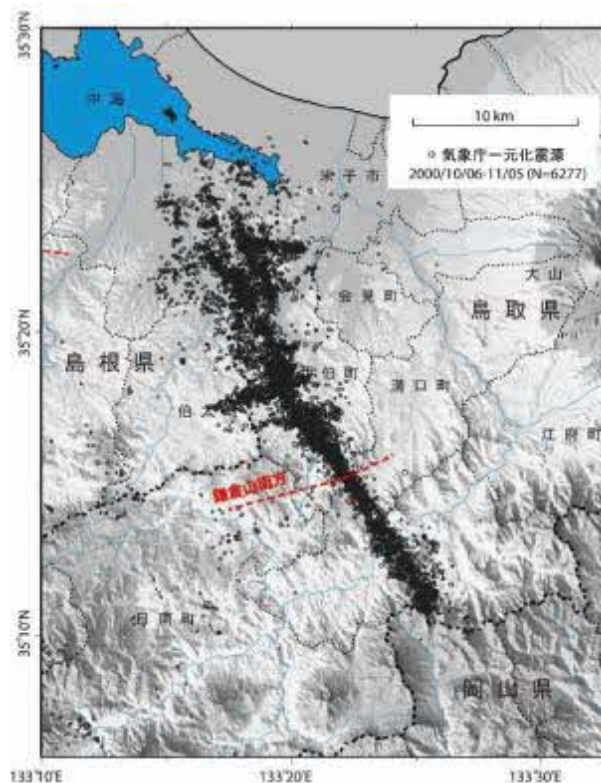 35°30'N
中海
10 km
気象庁一元化震源
2000/10/06-11/05 (N=6277)
米子市
大山
会見町
鳥取県
35°20'N
島根県
西伯町
溝口町
伯太
江府町
鎌倉山南方
35°10'N
日南町
岡山県
133°10'E
133°20'E
133°30'E